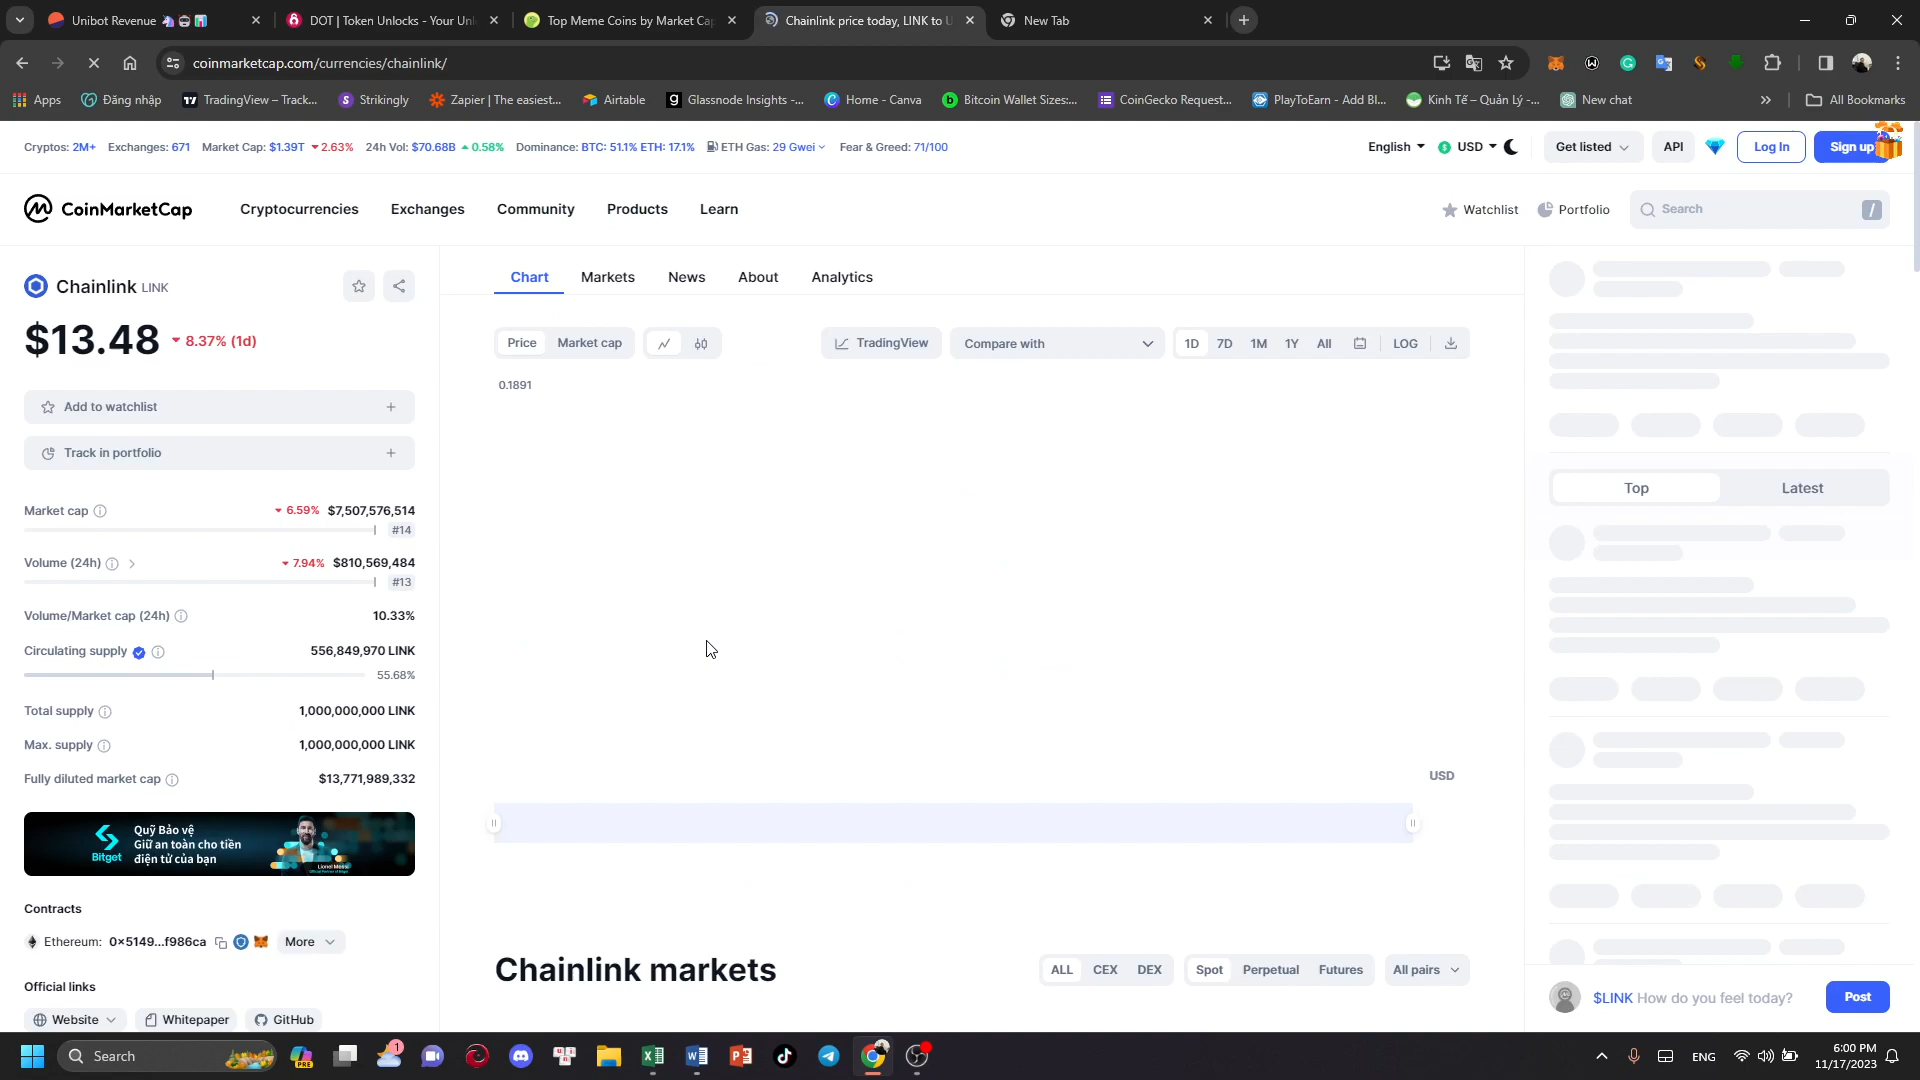 Unibot Revenue
DOT | Token Unlocks - Your Unl
Top Meme Coins by Market Cap
Chainlink price today, LINK to U
New Tab
coinmarketcap.com/currencies/chainlink/
Apps
Đăng nhập
TradingView – Track...
Strikingly
Zapier | The easiest...
Airtable
Glassnode Insights -...
Home - Canva
Bitcoin Wallet Sizes:...
CoinGecko Request...
PlayToEarn - Add Bl...
Kinh Tế – Quản Lý -...
New chat
All Bookmarks
Cryptos: 2M+ Exchanges: 671 Market Cap: $1.39T 2.63% 24h Vol: $70.68B 0.58% Dominance: BTC: 51.1% ETH: 17.1% ETH Gas: 29 Gwei Fear & Greed: 71/100
English
USD
Get listed
API
Log In
Sign up
CoinMarketCap
Cryptocurrencies
Exchanges
Community
Products
Learn
Watchlist
Portfolio
Search
/
Chainlink LINK
$13.48 8.37% (1d)
Add to watchlist +
Track in portfolio +
Market cap 6.59% $7,507,576,514
#14
Volume (24h) 7.94% $810,569,484
#13
Volume/Market cap (24h) 10.33%
Circulating supply 556,849,970 LINK
55.68%
Total supply 1,000,000,000 LINK
Max. supply 1,000,000,000 LINK
Fully diluted market cap $13,771,989,332
Bitget
Quỹ Bảo vệ
Giữ an toàn cho tiền
điện tử của bạn
Lionel Messi
Contracts
Ethereum: 0x5149...f986ca More
Official links
Website
Whitepaper
GitHub
Chart
Markets
News
About
Analytics
Price
Market cap
TradingView
Compare with
1D
7D
1M
1Y
All
LOG
0.1891
USD
Chainlink markets
ALL
CEX
DEX
Spot
Perpetual
Futures
All pairs
Top
Latest
$LINK How do you feel today?
Post
Search
PRE
1
ENG
6:00 PM
11/17/2023